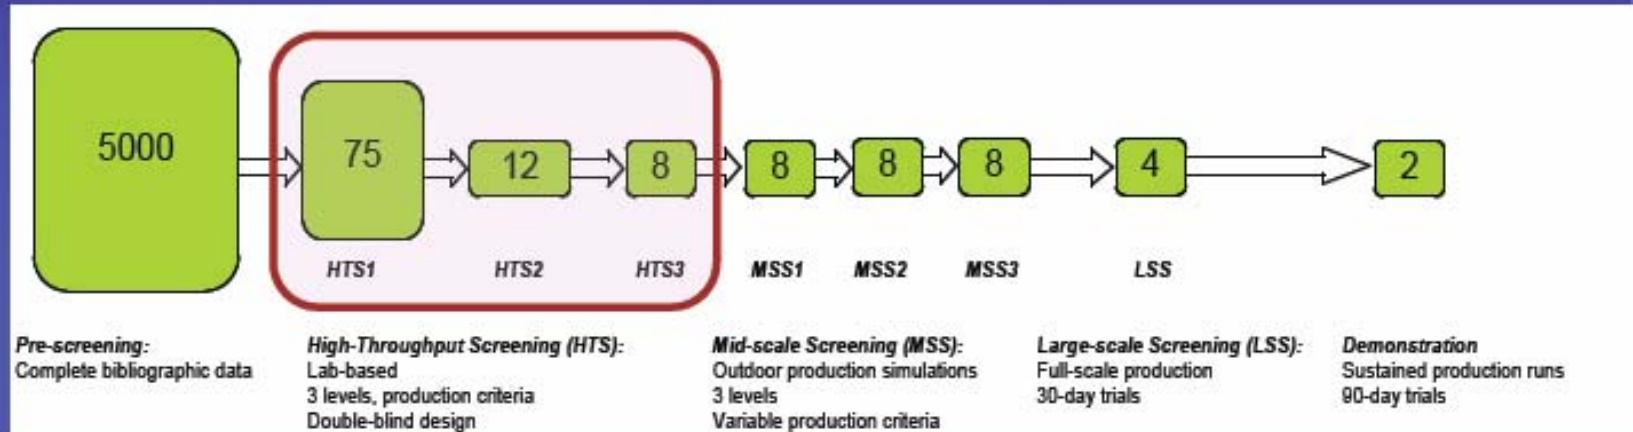 5000
75
12
8
8
8
8
4
2
HTS1
HTS2
HTS3
MSS1
MSS2
MSS3
LSS
Pre-screening:
Complete bibliographic data
High-Throughput Screening (HTS):
Lab-based
3 levels, production criteria
Double-blind design
Mid-scale Screening (MSS):
Outdoor production simulations
3 levels
Variable production criteria
Large-scale Screening (LSS):
Full-scale production
30-day trials
Demonstration
Sustained production runs
90-day trials